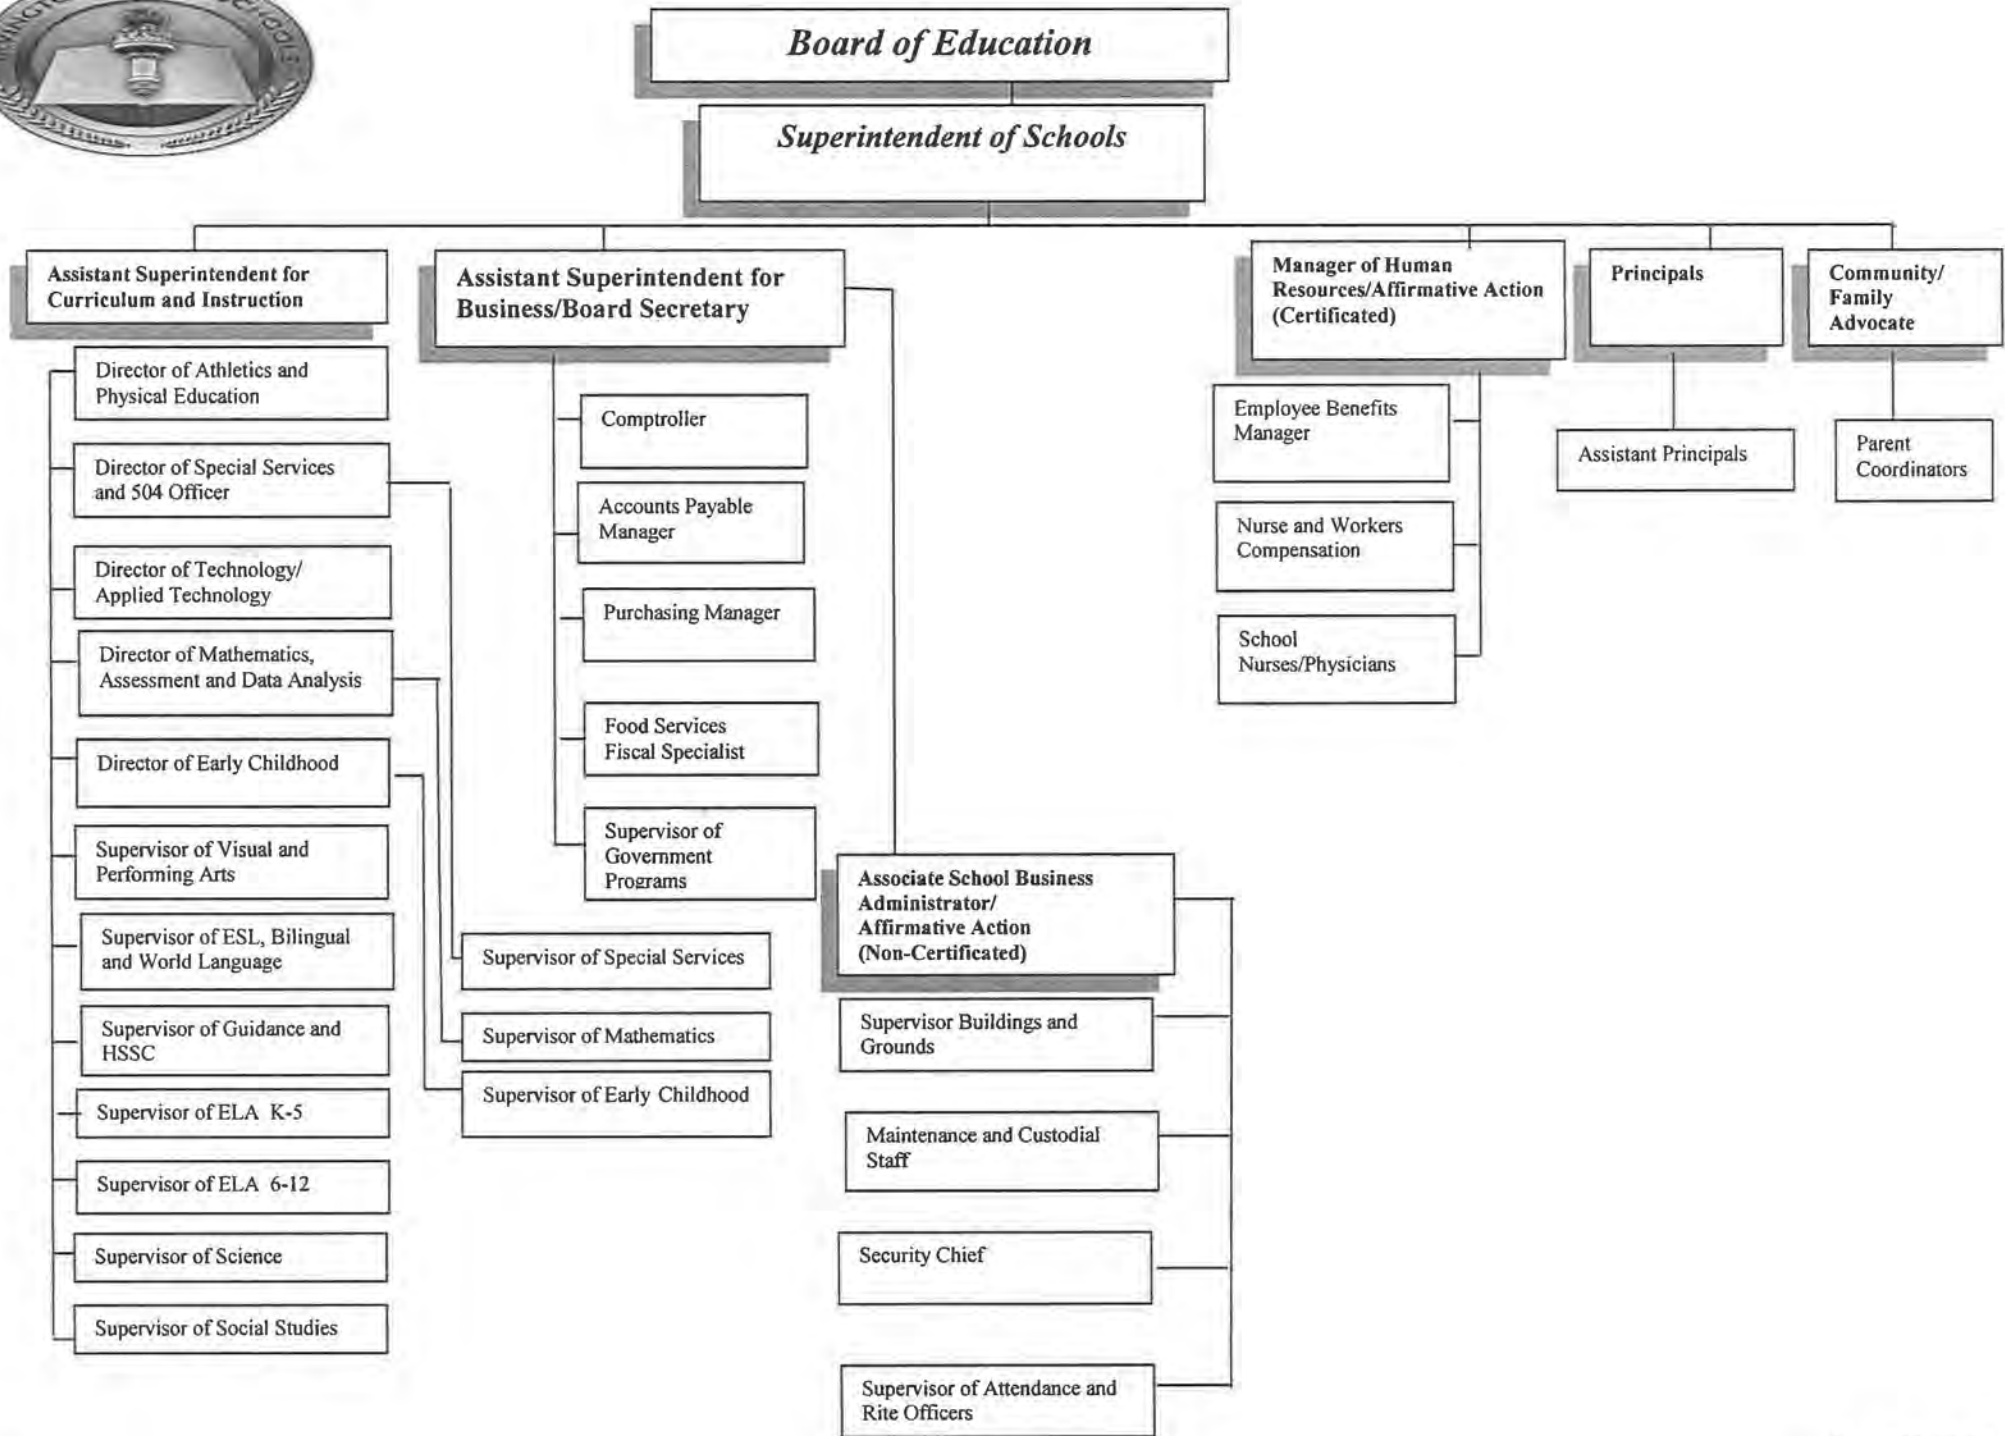 SCHOOLS
Board of Education
Superintendent of Schools
Assistant Superintendent for
Curriculum and Instruction
Director of Athletics and
Physical Education
Director of Special Services
and 504 Officer
Director of Technology/
Applied Technology
Director of Mathematics,
Assessment and Data Analysis
Director of Early Childhood
Supervisor of Visual and
Performing Arts
Supervisor of ESL, Bilingual
and World Language
Supervisor of Guidance and
HSSC
Supervisor of ELA K-5
Supervisor of ELA 6-12
Supervisor of Science
Supervisor of Social Studies
Supervisor of Special Services
Supervisor of Mathematics
Supervisor of Early Childhood
Assistant Superintendent for
Business/Board Secretary
Comptroller
Accounts Payable
Manager
Purchasing Manager
Food Services
Fiscal Specialist
Supervisor of
Government
Programs
Associate School Business
Administrator/
Affirmative Action
(Non-Certificated)
Supervisor Buildings and
Grounds
Maintenance and Custodial
Staff
Security Chief
Supervisor of Attendance and
Rite Officers
Manager of Human
Resources/Affirmative Action
(Certificated)
Employee Benefits
Manager
Nurse and Workers
Compensation
School
Nurses/Physicians
Principals
Assistant Principals
Community/
Family
Advocate
Parent
Coordinators